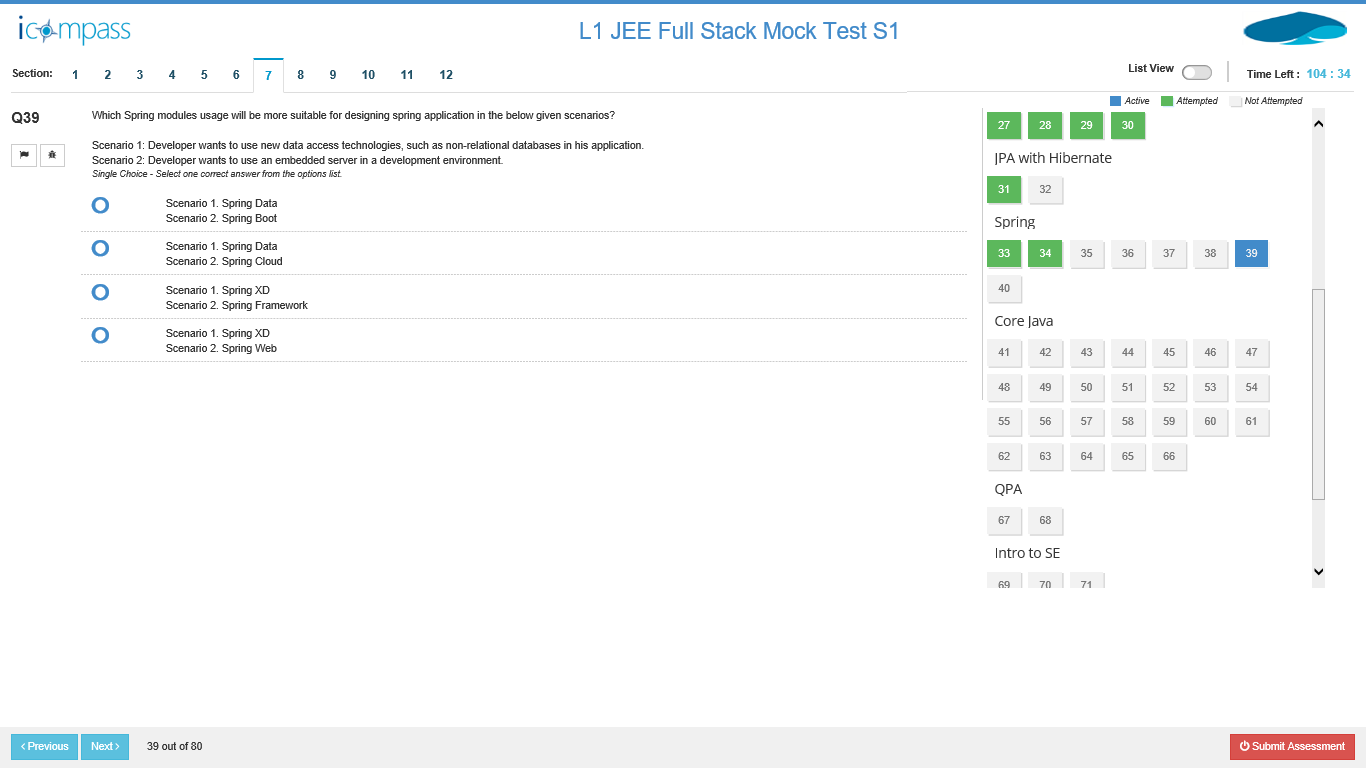 icompass
L1 JEE Full Stack Mock Test S1
Section: 1 2 3 4 5 6 7 8 9 10 11 12
List View
Time Left : 104 : 34
Active Attempted Not Attempted
Q39
Which Spring modules usage will be more suitable for designing spring application in the below given scenarios?
Scenario 1: Developer wants to use new data access technologies, such as non-relational databases in his application.
Scenario 2: Developer wants to use an embedded server in a development environment.
Single Choice - Select one correct answer from the options list.
Scenario 1. Spring Data
Scenario 2. Spring Boot
Scenario 1. Spring Data
Scenario 2. Spring Cloud
Scenario 1. Spring XD
Scenario 2. Spring Framework
Scenario 1. Spring XD
Scenario 2. Spring Web
27 28 29 30
JPA with Hibernate
31 32
Spring
33 34 35 36 37 38 39
40
Core Java
41 42 43 44 45 46 47
48 49 50 51 52 53 54
55 56 57 58 59 60 61
62 63 64 65 66
QPA
67 68
Intro to SE
69 70 71
Previous
Next
39 out of 80
Submit Assessment